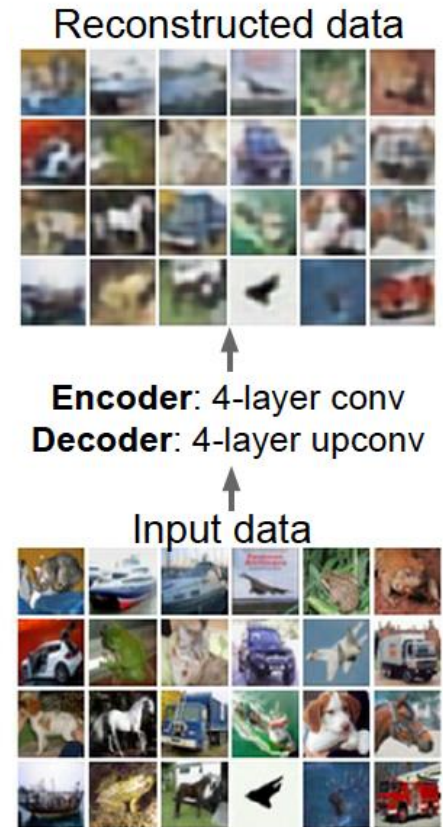 Reconstructed data
Encoder: 4-layer conv
Decoder: 4-layer upconv
Input data